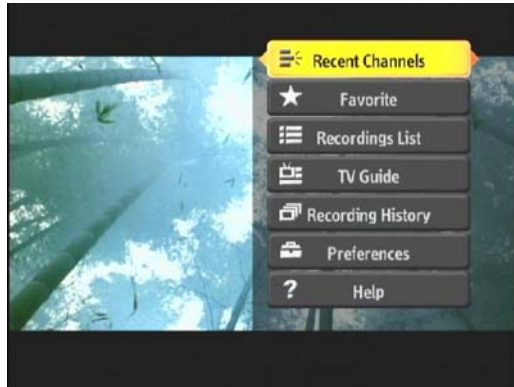 Recent Channels
Favorite
Recordings List
TV Guide
Recording History
Preferences
? Help